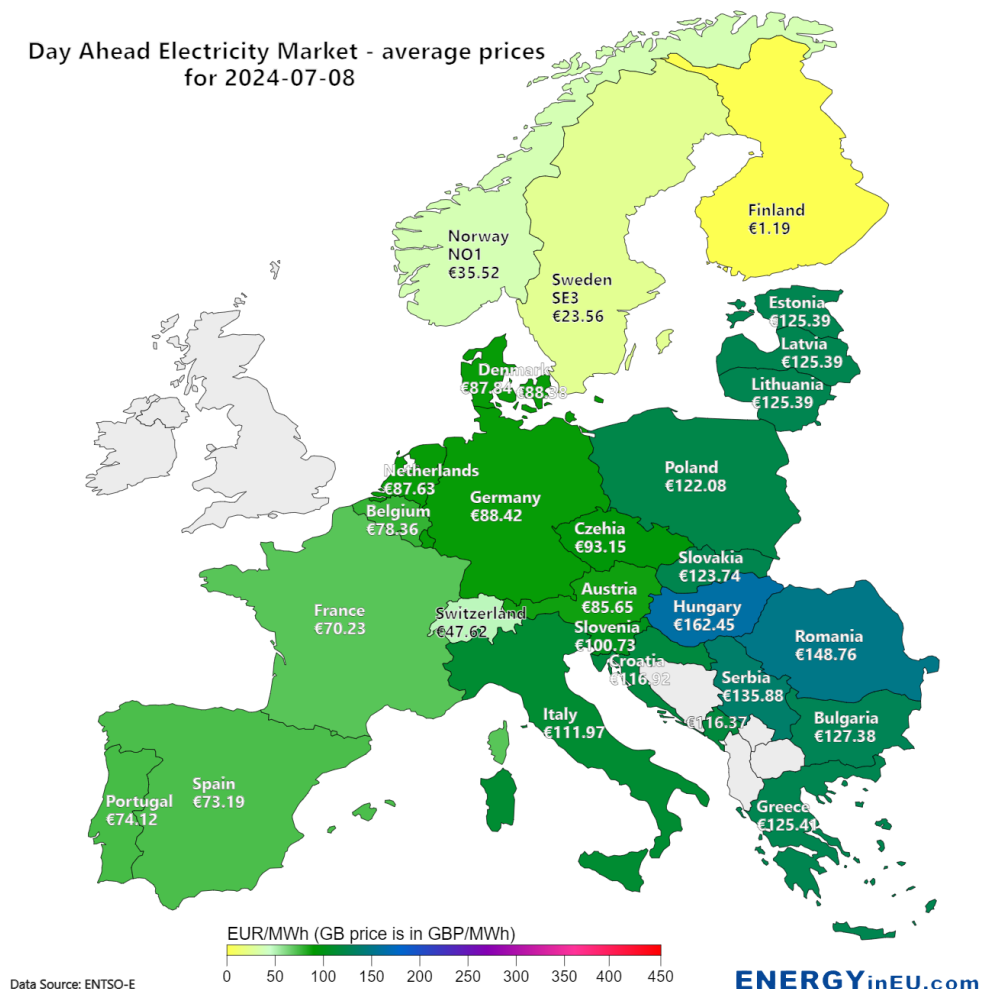 Day Ahead Electricity Market - average prices
for 2024-07-08
Finland
€1.19
Norway
NO1
€35.52
Sweden
SE3
€23.56
Estonia
€125.39
Latvia
€125.39
Lithuania
€125.39
Denmark
€87.84
€88.38
Poland
€122.08
Netherlands
€87.63
Germany
€88.42
Belgium
€78.36
Czehia
€93.15
Slovakia
€123.74
Austria
€85.65
Hungary
€162.45
France
€70.23
Switzerland
€47.62
Slovenia
€100.73
Romania
€148.76
Croatia
€116.92
Serbia
€135.88
Italy
€111.97
€116.37
Bulgaria
€127.38
Spain
€73.19
Portugal
€74.12
Greece
€125.41
EUR/MWh (GB price is in GBP/MWh)
0 50 100 150 200 250 300 350 400 450
Data Source: ENTSO-E
ENERGYinEU.com